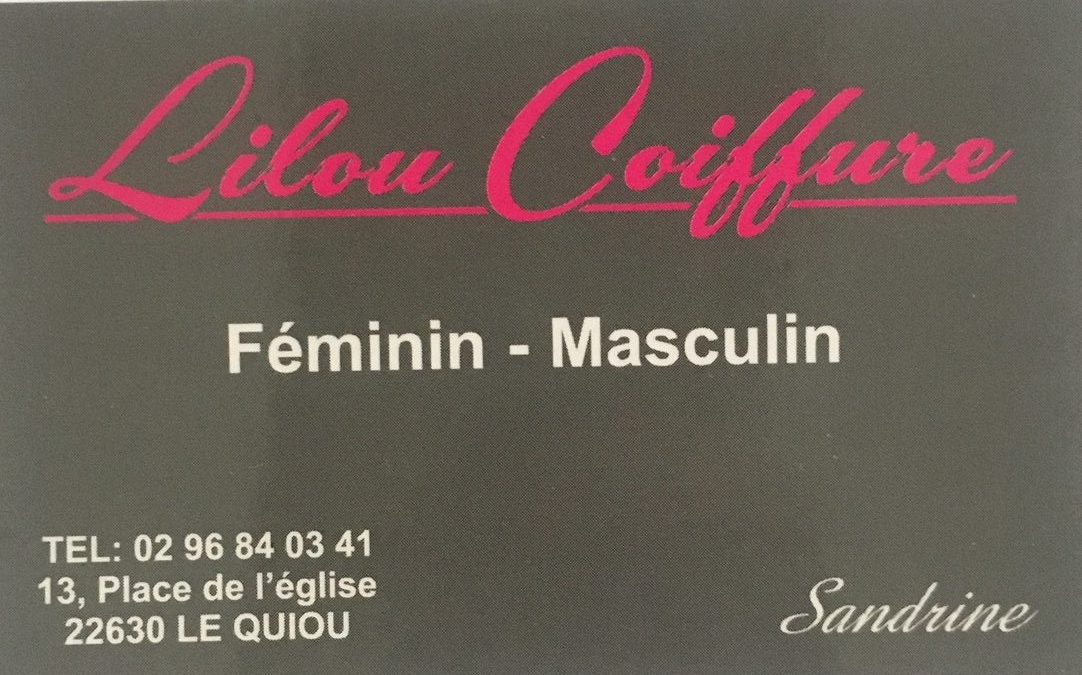 Lilou Coiffure
Féminin - Masculin
TEL: 02 96 84 03 41
13, Place de l'église
22630 LE QUIOU
Sandrine